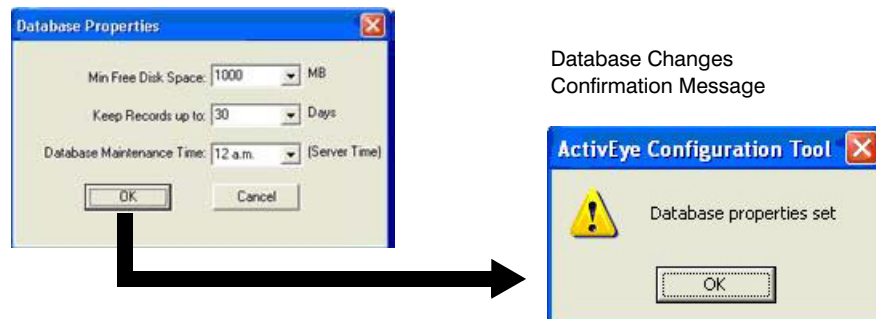 Database Properties
Min Free Disk Space: 1000 MB
Keep Records up to: 30 Days
Database Maintenance Time: 12 a.m. (Server Time)
OK Cancel
Database Changes
Confirmation Message
ActivEye Configuration Tool
Database properties set
OK